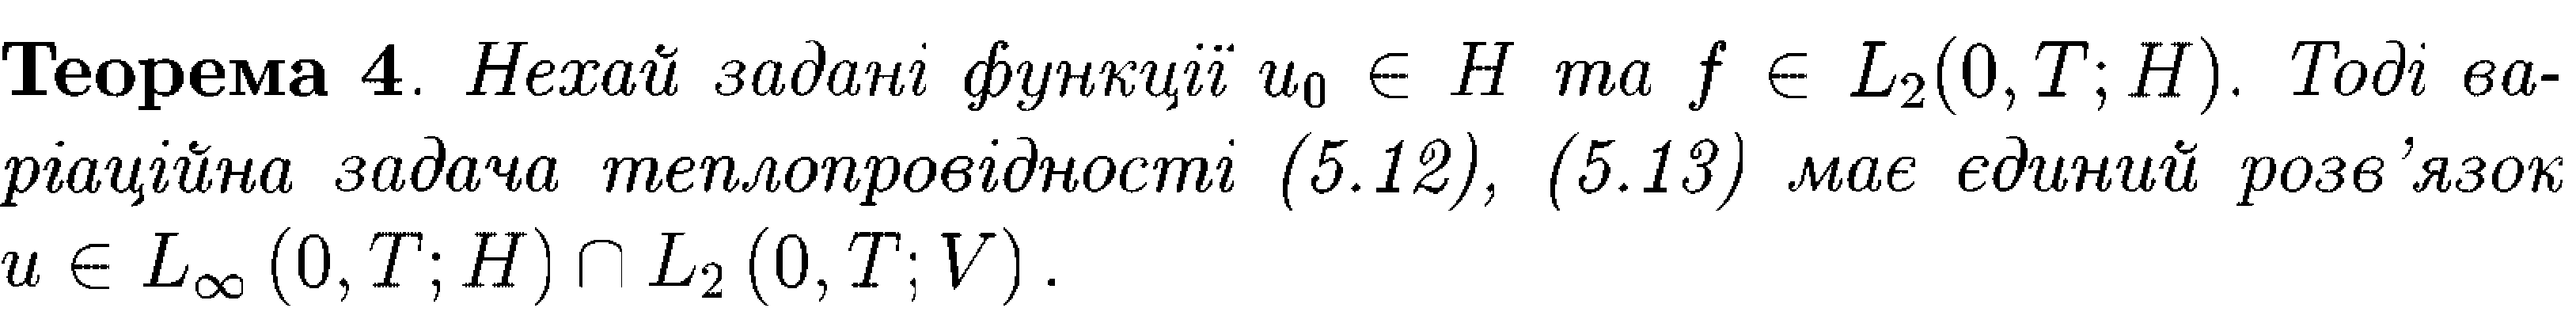 Теорема 4. Нехай задані функції u₀ ∈ H та f ∈ L₂(0, T; H). Тоді ва-
ріаційна задача теплопровідності (5.12), (5.13) має єдиний розв'язок
u ∈ L∞ (0, T; H) ∩ L₂ (0, T; V) .